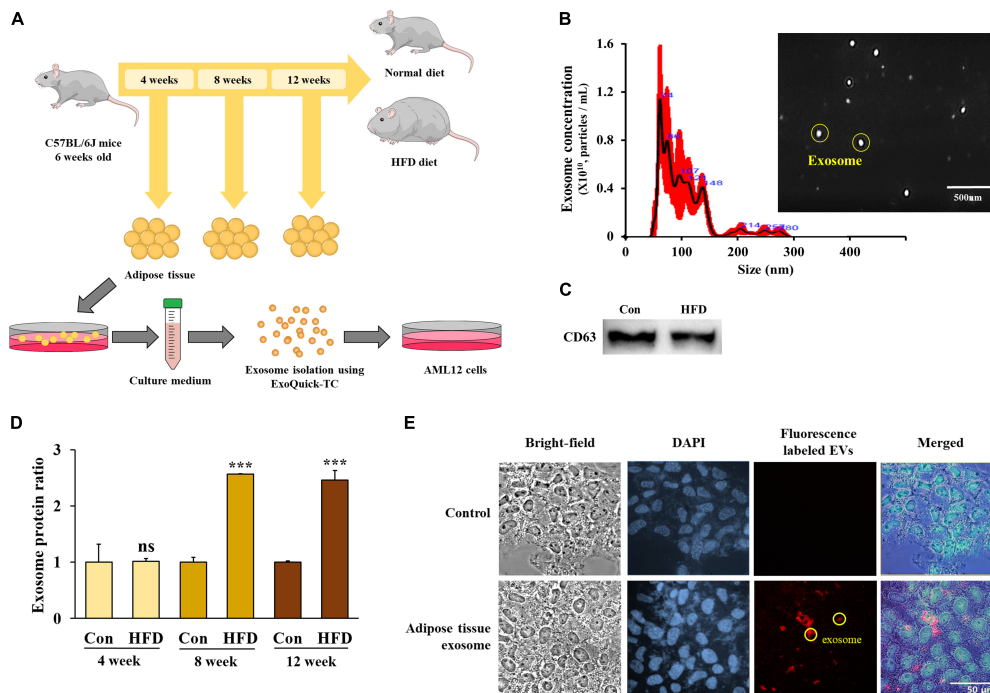 A
4 weeks
8 weeks
12 weeks
Normal diet
C57BL/6J mice
6 weeks old
HFD diet
Adipose tissue
Culture medium
Exosome isolation using
ExoQuick-TC
AML12 cells
B
Exosome concentration
(X10¹⁰, particles / mL)
1.6
1.2
0.8
0.4
0
148
214
0
100
200
300
400
Size (nm)
Exosome
500nm
C
Con
HFD
CD63
D
Exosome protein ratio
3
2
1
0
ns
***
***
Con
HFD
Con
HFD
Con
HFD
4 week
8 week
12 week
E
Bright-field
DAPI
Fluorescence
labeled EVs
Merged
Control
Adipose tissue
exosome
exosome